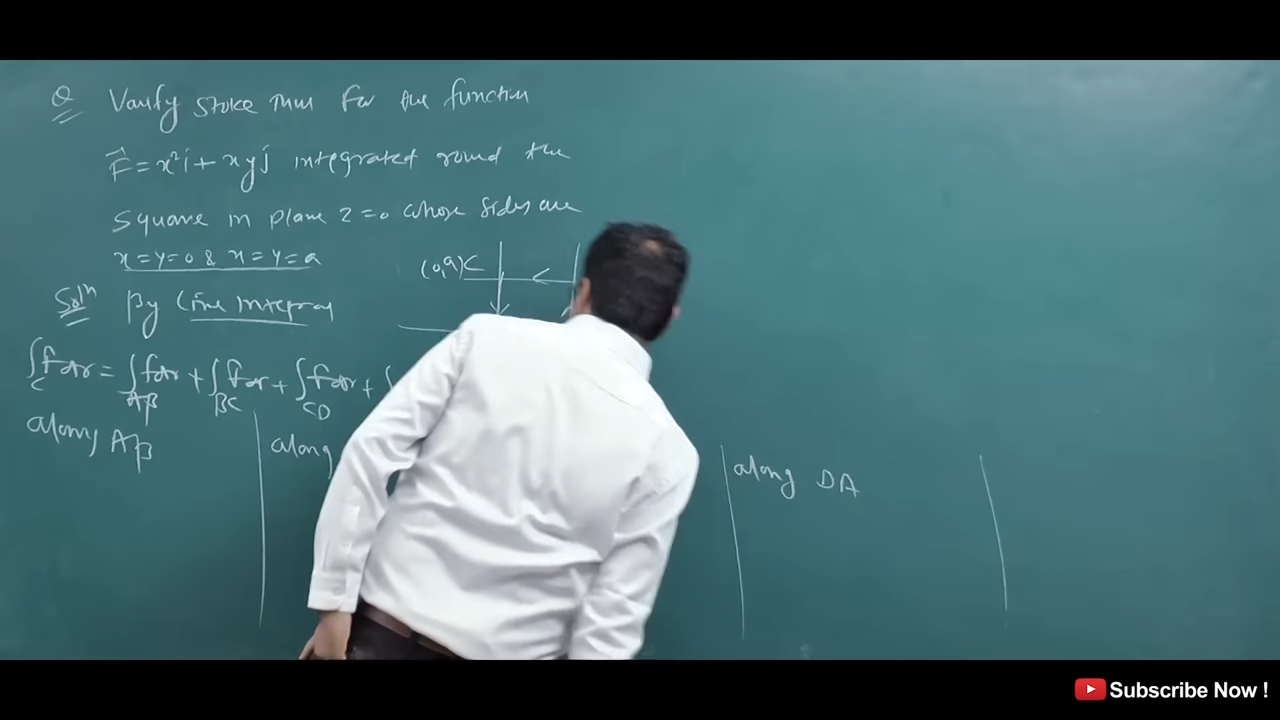 Q Varify Stoke Thm for the function
F⃗ = x²i + xyj integrated round the
square in plane z=0 whose sides are
x=y=0 & x=y=a
(0,a)C
Solⁿ By Line Integral
∫C F.dr = ∫AB F.dr + ∫BC F.dr + ∫CD F.dr + ∫
along AB
along
along DA
Subscribe Now !